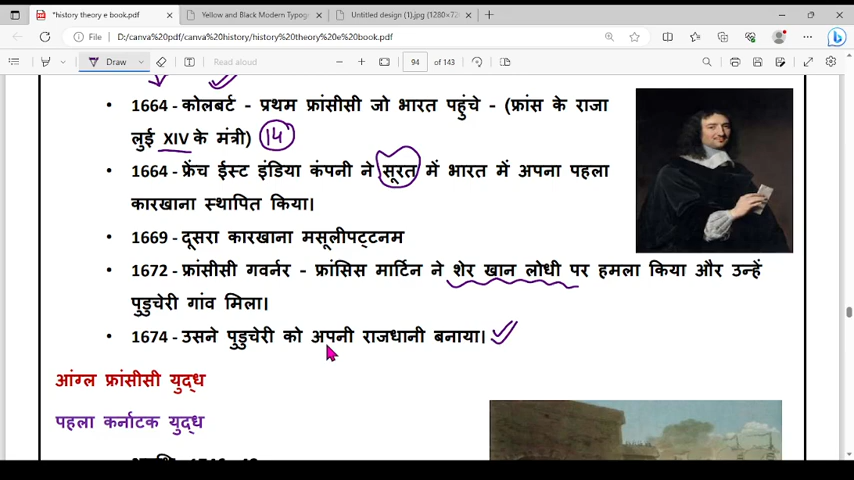 *history theory e book.pdf
Yellow and Black Modern Typogr
Untitled design (1).jpg (1280×72
D:/canva%20pdf/canva%20history/history%20theory%20e%20book.pdf
Draw
Read aloud
94 of 143
1664 - कोलबर्ट - प्रथम फ्रांसीसी जो भारत पहुंचे - (फ्रांस के राजा
लुई XIV के मंत्री) 14
1664 - फ्रेंच ईस्ट इंडिया कंपनी ने सूरत में भारत में अपना पहला
कारखाना स्थापित किया।
1669 - दूसरा कारखाना मसूलीपट्टनम
1672 - फ्रांसीसी गवर्नर - फ्रांसिस मार्टिन ने शेर खान लोधी पर हमला किया और उन्हें
पुडुचेरी गांव मिला।
1674 - उसने पुडुचेरी को अपनी राजधानी बनाया।
आंग्ल फ्रांसीसी युद्ध
पहला कर्नाटक युद्ध